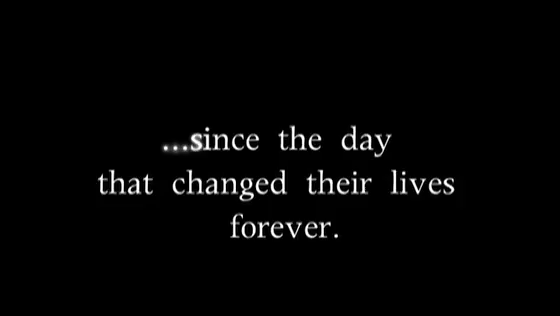 ...since the day
that changed their lives
forever.